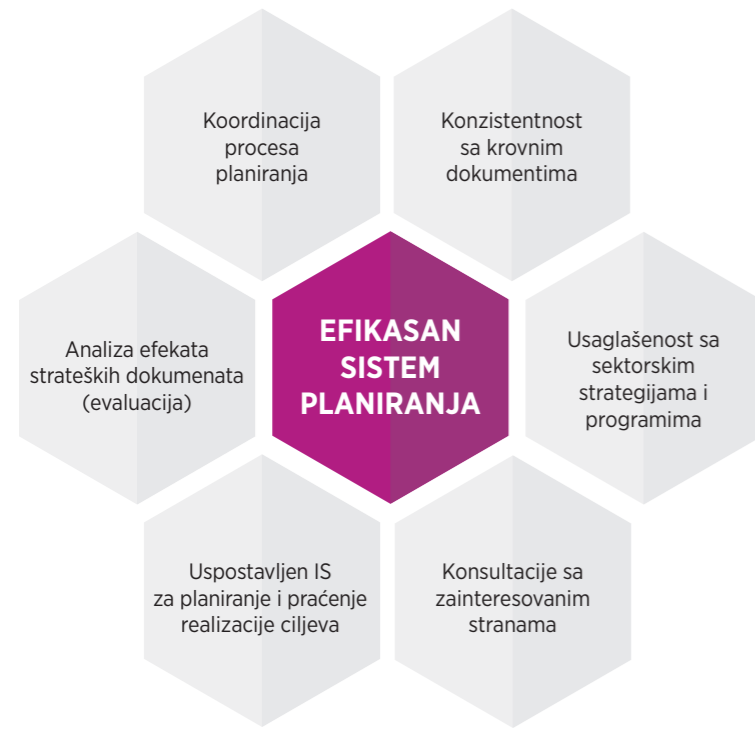 Koordinacija
procesa
planiranja
Konzistentnost
sa krovnim
dokumentima
Analiza efekata
strateških dokumenata
(evaluacija)
EFIKASAN
SISTEM
PLANIRANJA
Usaglašenost sa
sektorskim
strategijama i
programima
Uspostavljen IS
za planiranje i praćenje
realizacije ciljeva
Konsultacije sa
zainteresovanim
stranama